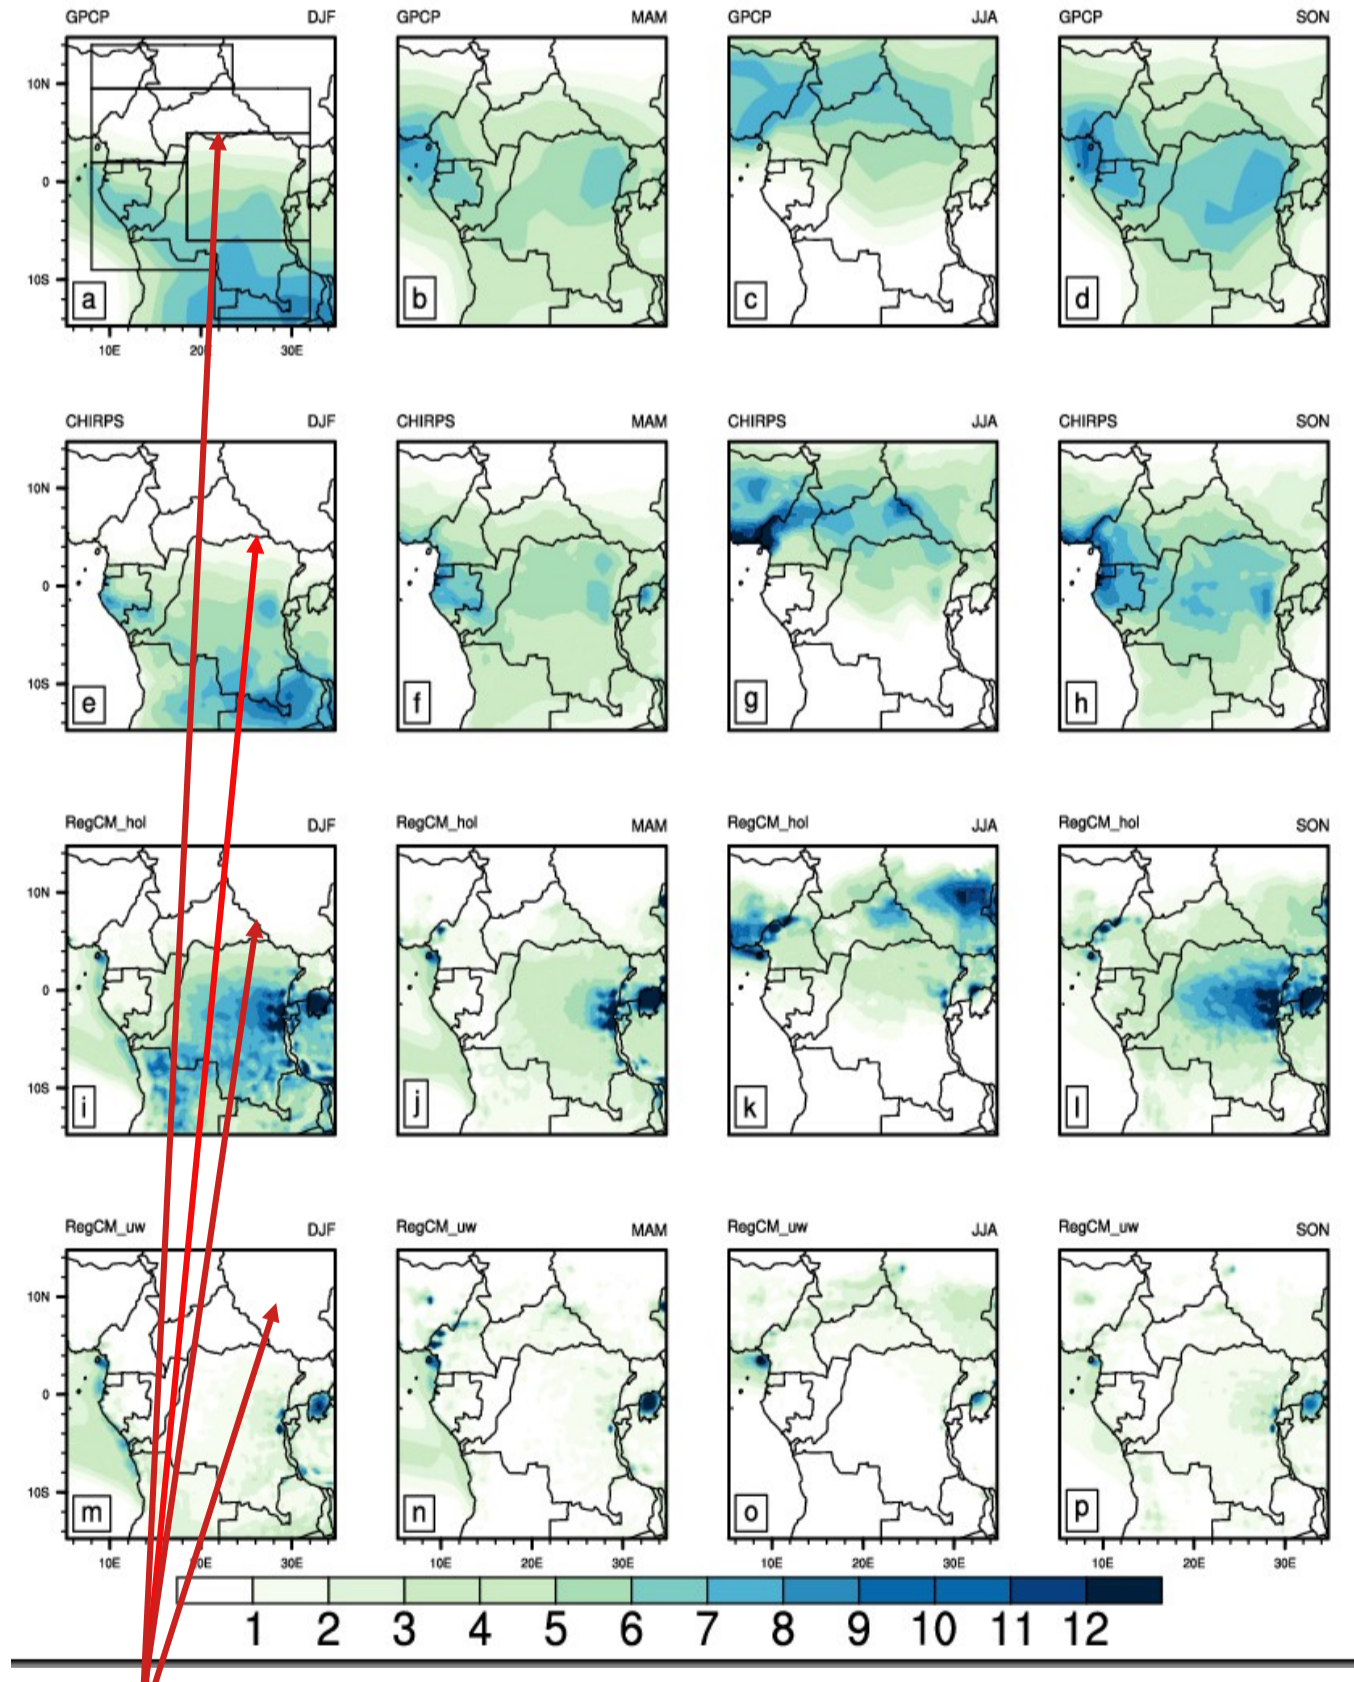 GPCP DJF GPCP MAM GPCP JJA GPCP SON
10N
0
10S
a b c d
10E 20E 30E
CHIRPS DJF CHIRPS MAM CHIRPS JJA CHIRPS SON
10N
0
10S
e f g h
RegCM_hol DJF RegCM_hol MAM RegCM_hol JJA RegCM_hol SON
10N
0
10S
i j k l
RegCM_uw DJF RegCM_uw MAM RegCM_uw JJA RegCM_uw SON
10N
0
10S
m n o p
10E 20E 30E 10E 20E 30E 10E 20E 30E 10E 20E 30E
1 2 3 4 5 6 7 8 9 10 11 12